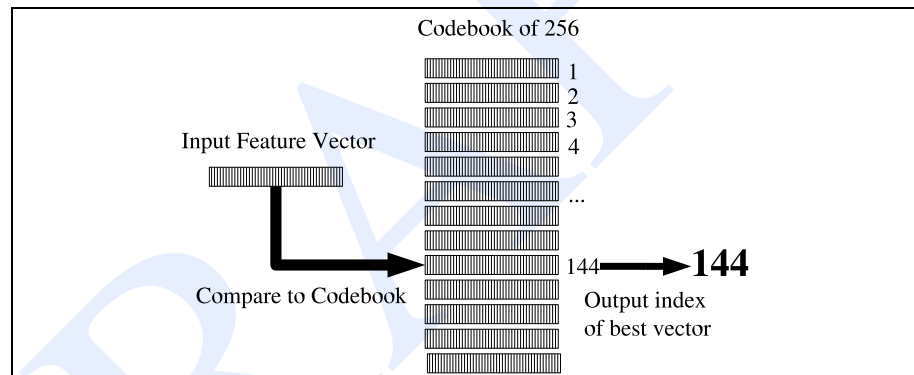 Codebook of 256
1
2
3
Input Feature Vector
4
...
144
144
Compare to Codebook
Output index
of best vector